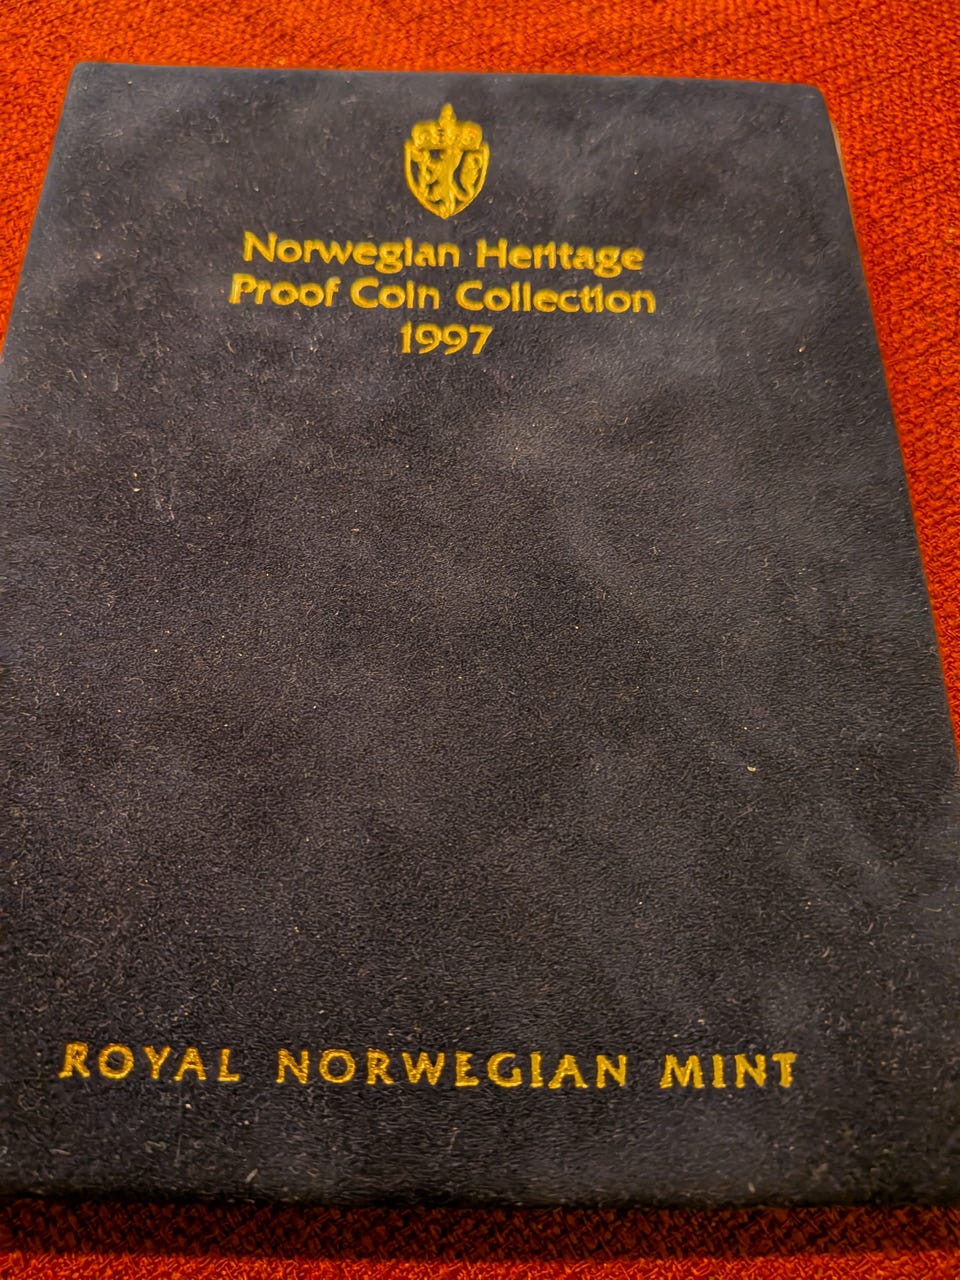 Norwegian Heritage
Proof Coin Collection
1997
ROYAL NORWEGIAN MINT